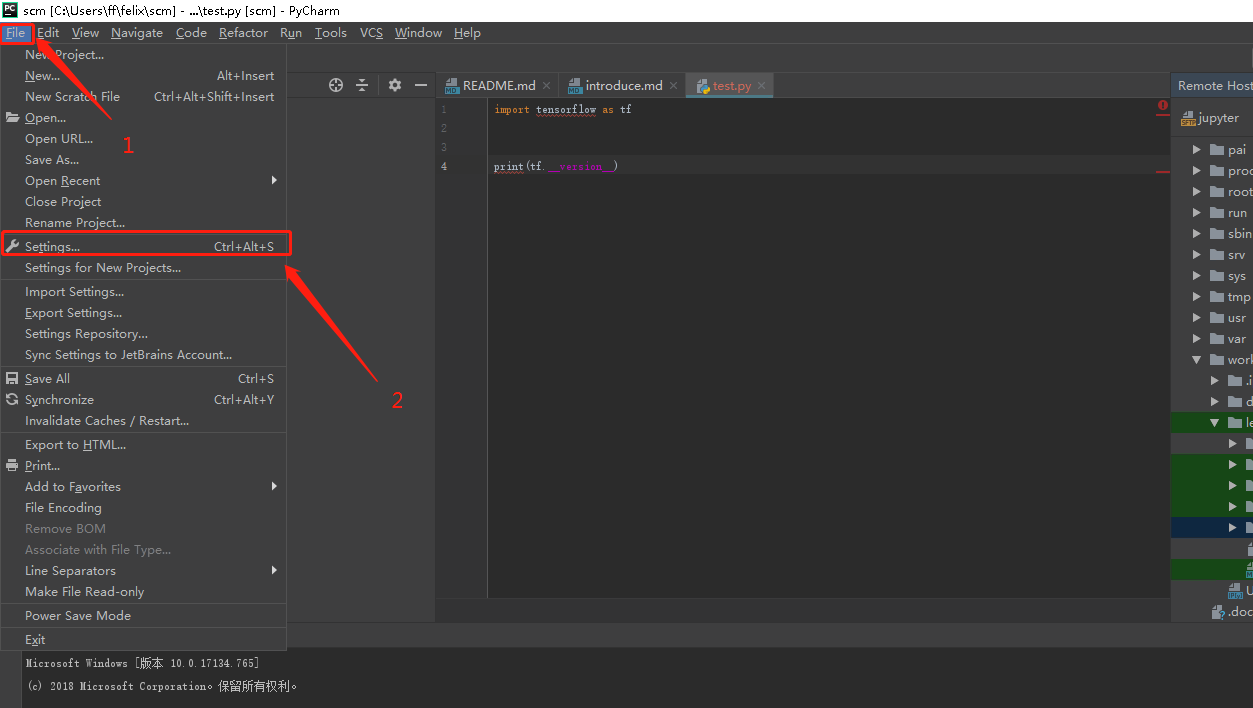 scm [C:\Users\ff\felix\scm] - ...\test.py [scm] - PyCharm
File Edit View Navigate Code Refactor Run Tools VCS Window Help
New Project...
New... Alt+Insert
New Scratch File Ctrl+Alt+Shift+Insert
Open...
Open URL...
Save As...
Open Recent
Close Project
Rename Project...
Settings... Ctrl+Alt+S
Settings for New Projects...
Import Settings...
Export Settings...
Settings Repository...
Sync Settings to JetBrains Account...
Save All Ctrl+S
Synchronize Ctrl+Alt+Y
Invalidate Caches / Restart...
Export to HTML...
Print...
Add to Favorites
File Encoding
Remove BOM
Associate with File Type...
Line Separators
Make File Read-only
Power Save Mode
Exit
1
2
README.md
introduce.md
test.py
1 import tensorflow as tf
2
3
4 print(tf.__version__)
Remote Host
jupyter
pai
proc
root
run
sbin
srv
sys
tmp
usr
var
work
.i
d
le
U
.doc
Microsoft Windows [版本 10.0.17134.765]
(c) 2018 Microsoft Corporation。保留所有权利。